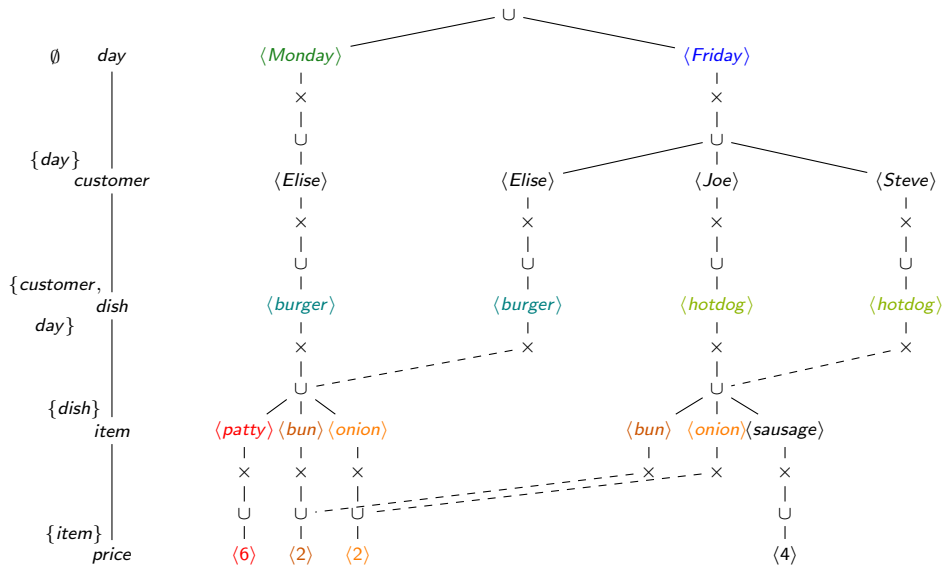 ∪
∅ day ⟨Monday⟩ ⟨Friday⟩
× ×
∪ ∪
{day}
customer ⟨Elise⟩ ⟨Elise⟩ ⟨Joe⟩ ⟨Steve⟩
× × × ×
∪ ∪ ∪ ∪
{customer,
dish ⟨burger⟩ ⟨burger⟩ ⟨hotdog⟩ ⟨hotdog⟩
day}
× × × ×
∪ ∪
{dish}
item ⟨patty⟩ ⟨bun⟩ ⟨onion⟩ ⟨bun⟩ ⟨onion⟩ ⟨sausage⟩
× × × × × ×
∪ ∪ ∪ ∪
{item}
price ⟨6⟩ ⟨2⟩ ⟨2⟩ ⟨4⟩